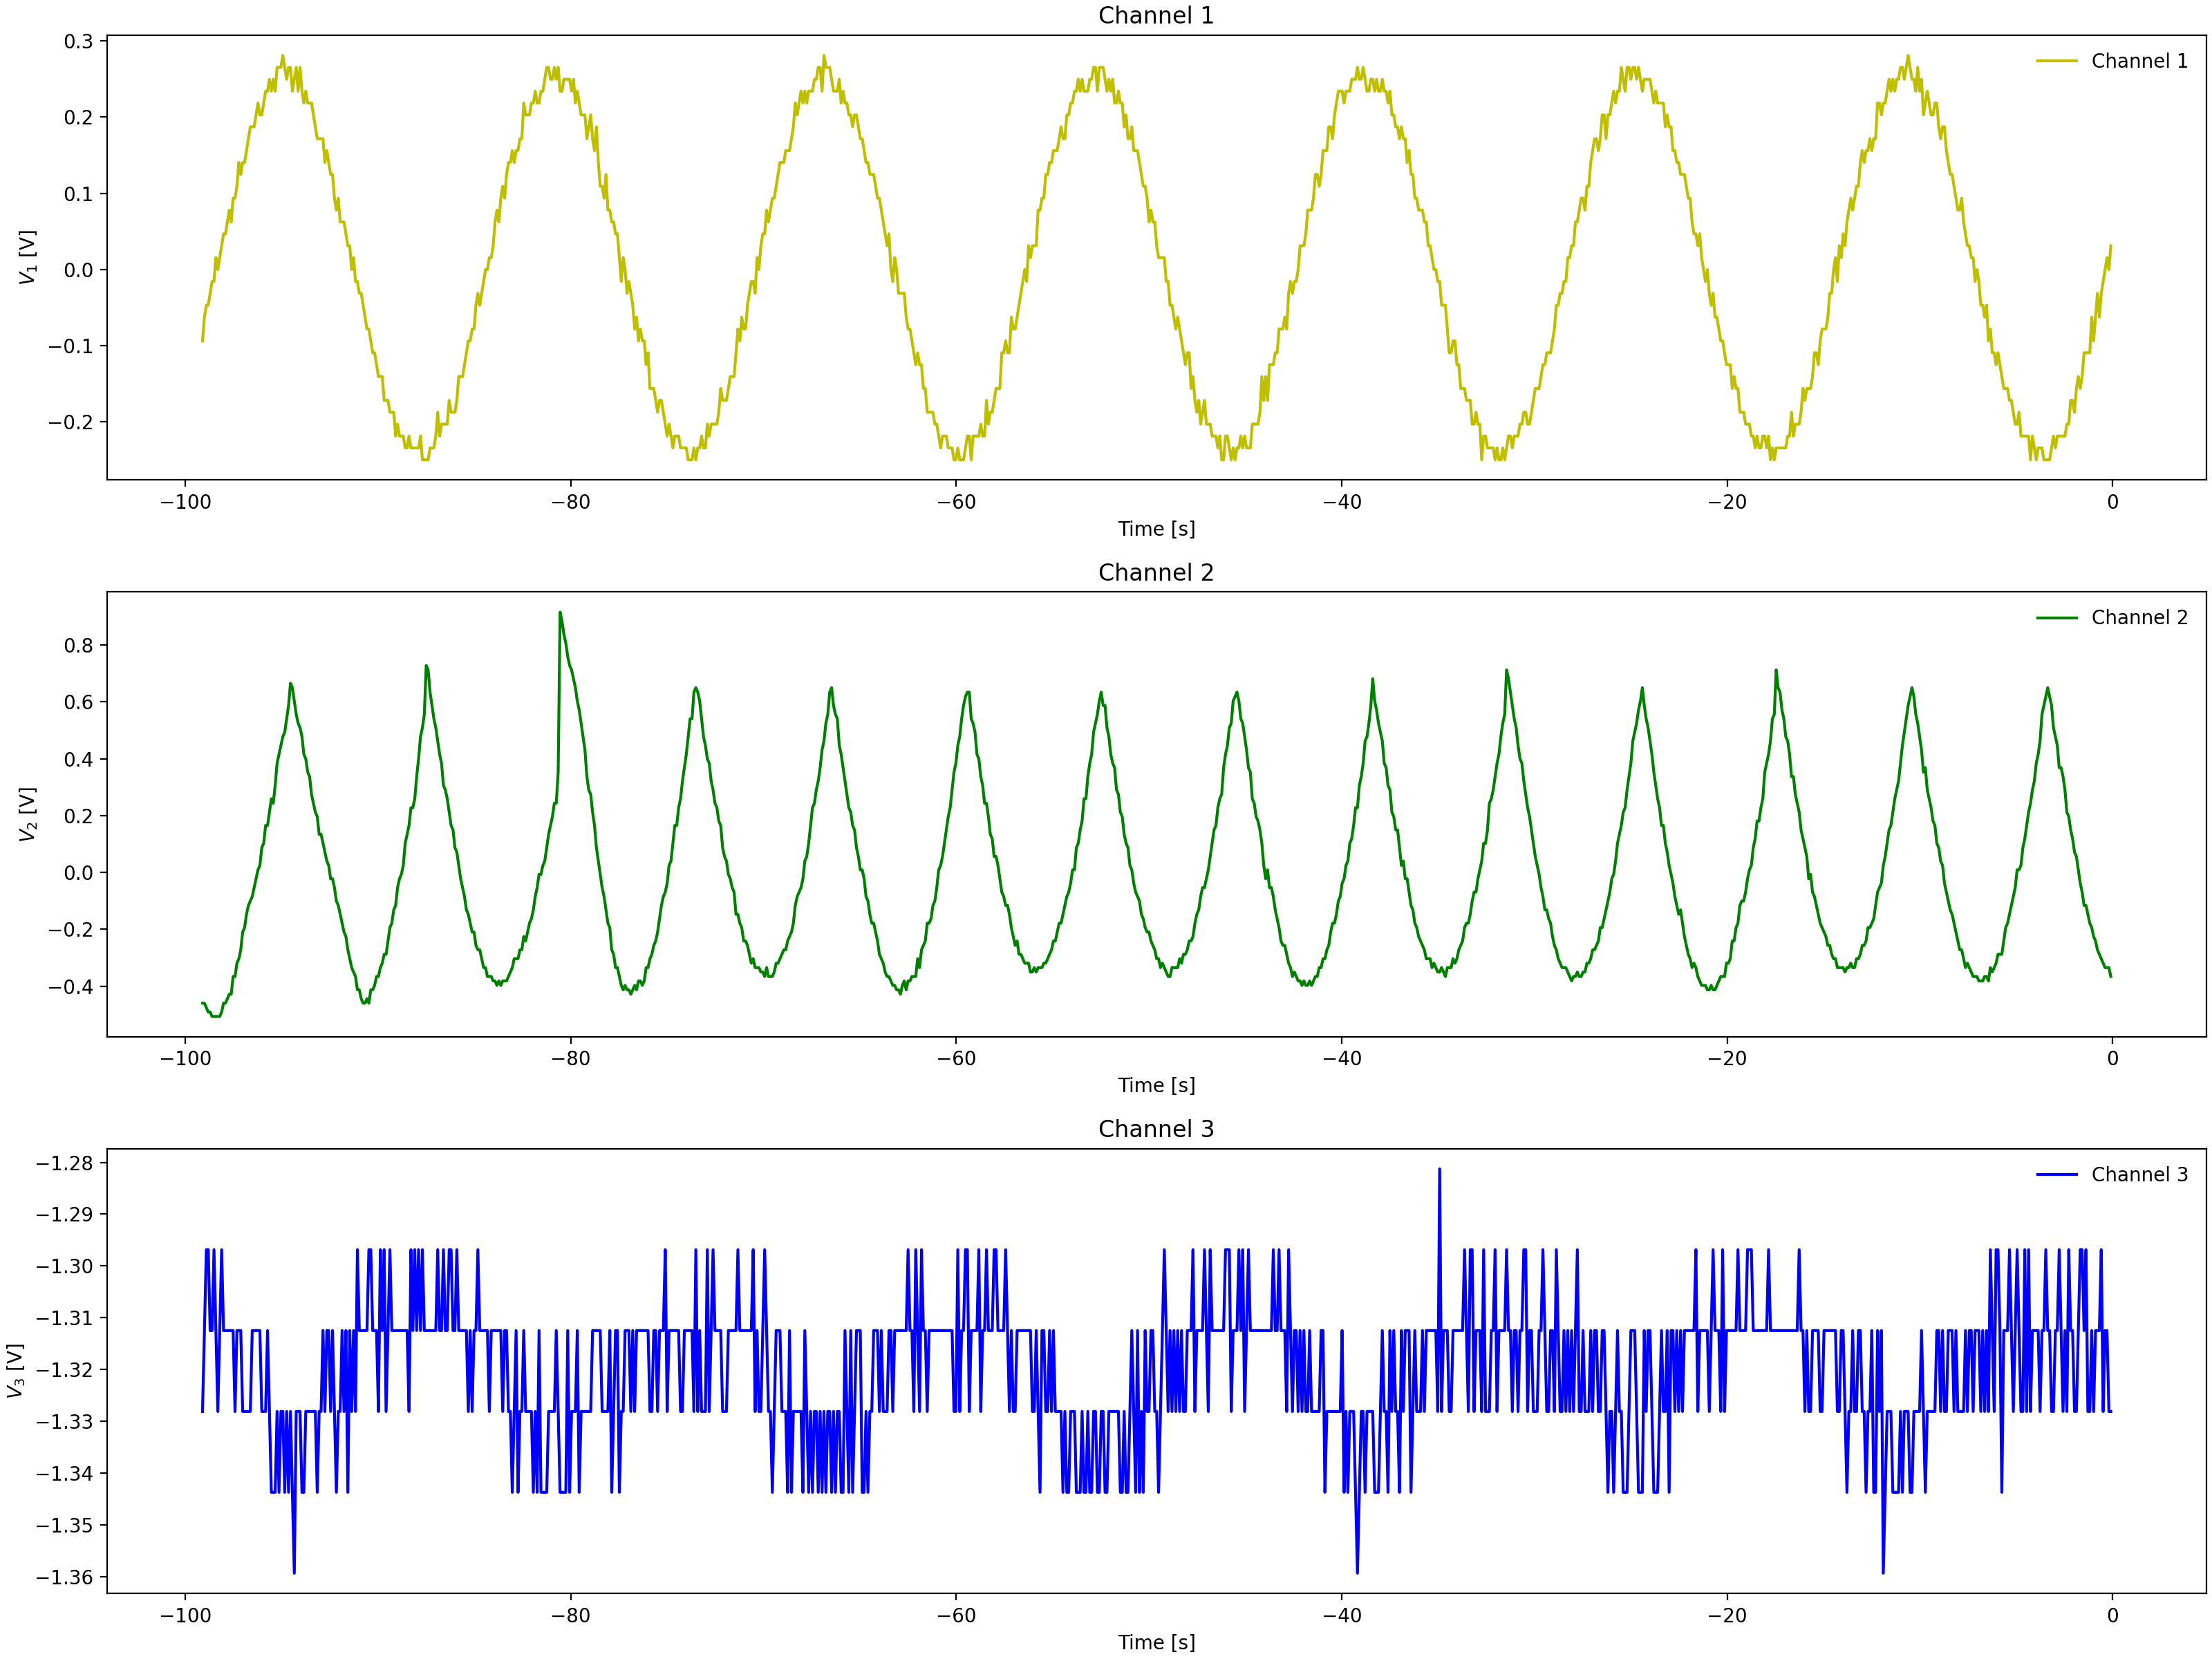 Channel 1
Channel 1
0.3
0.2
0.1
0.0
−0.1
−0.2
V1 [V]
−100 −80 −60 −40 −20 0
Time [s]
Channel 2
Channel 2
0.8
0.6
0.4
0.2
0.0
−0.2
−0.4
V2 [V]
−100 −80 −60 −40 −20 0
Time [s]
Channel 3
Channel 3
−1.28
−1.29
−1.30
−1.31
−1.32
−1.33
−1.34
−1.35
−1.36
V3 [V]
−100 −80 −60 −40 −20 0
Time [s]